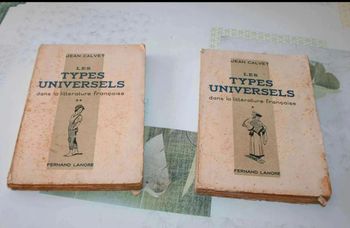 JEAN CALVET
LES
TYPES
UNIVERSELS
dans la littérature française
**
FERNAND LANORE
JEAN CALVET
LES
TYPES
UNIVERSELS
dans la littérature française
*
FERNAND LANORE